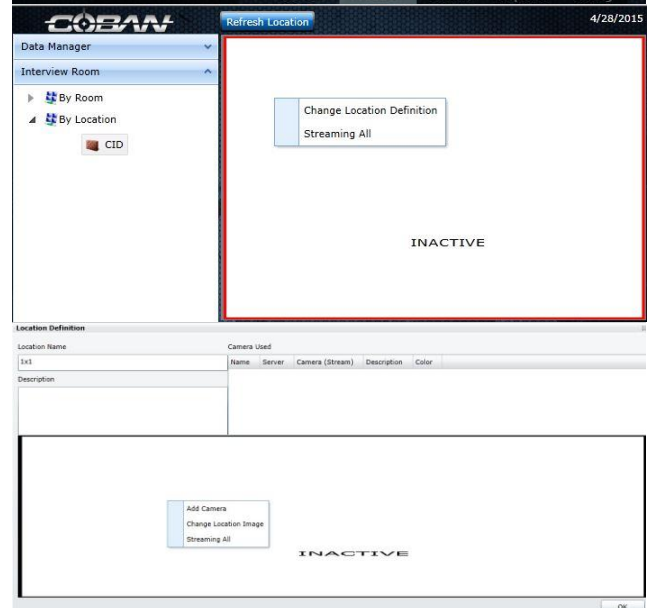 COBAN
Refresh Location
4/28/2015
Data Manager
Interview Room
By Room
By Location
CID
Change Location Definition
Streaming All
INACTIVE
Location Definition
Location Name
Camera Used
1x1
Name Server Camera (Stream) Description Color
Description
Add Camera
Change Location Image
Streaming All
INACTIVE
OK